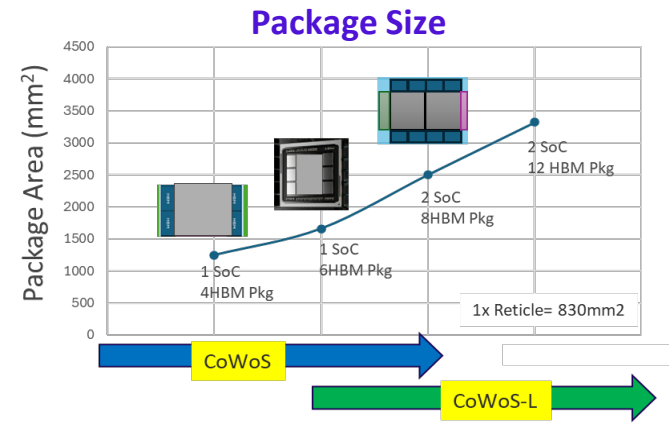 Package Size
Package Area (mm²)
4500
4000
3500
3000
2500
2000
1500
1000
500
0
1 SoC
4HBM Pkg
1 SoC
6HBM Pkg
2 SoC
8HBM Pkg
2 SoC
12 HBM Pkg
1x Reticle= 830mm2
CoWoS
CoWoS-L